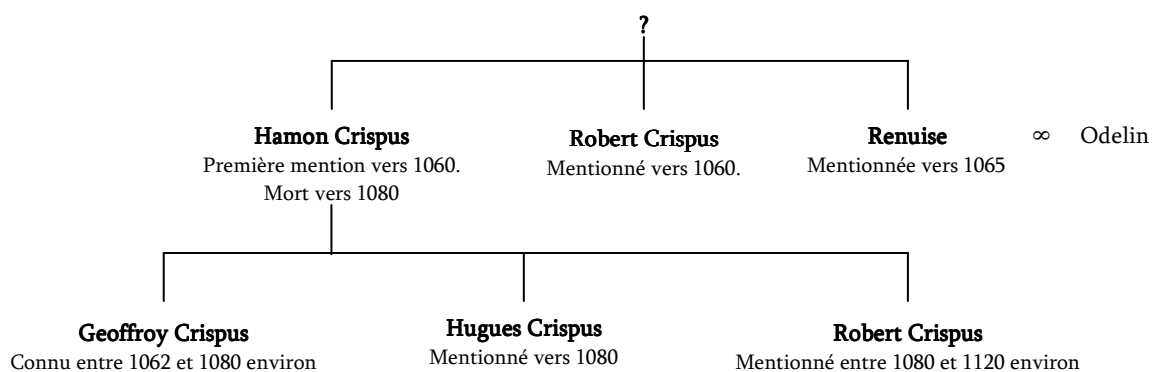 ?
Hamon Crispus
Première mention vers 1060.
Mort vers 1080
Robert Crispus
Mentionné vers 1060.
Renuise
Mentionnée vers 1065
∞ Odelin
Geoffroy Crispus
Connu entre 1062 et 1080 environ
Hugues Crispus
Mentionné vers 1080
Robert Crispus
Mentionné entre 1080 et 1120 environ